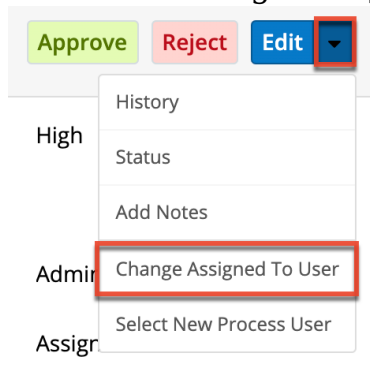 Approve Reject Edit
History
High
Status
Add Notes
Change Assigned To User
Select New Process User